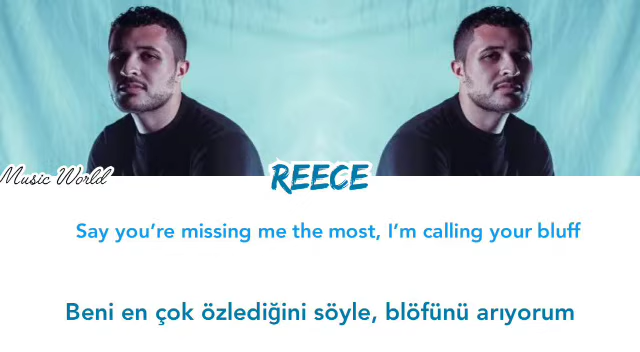 Music World
REECE
Say you’re missing me the most, I’m calling your bluff
Beni en çok özlediğini söyle, blöfünü arıyorum